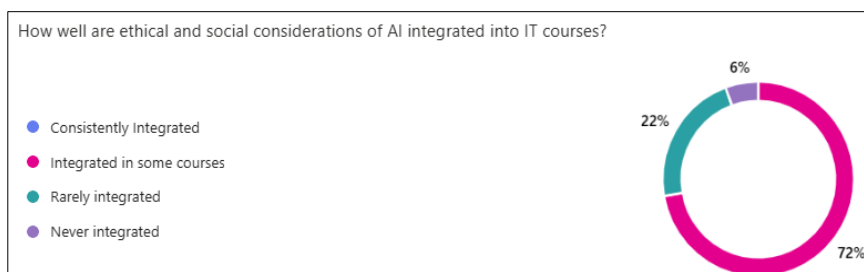 How well are ethical and social considerations of AI integrated into IT courses?
6%
Consistently Integrated
22%
Integrated in some courses
Rarely integrated
Never integrated
72%